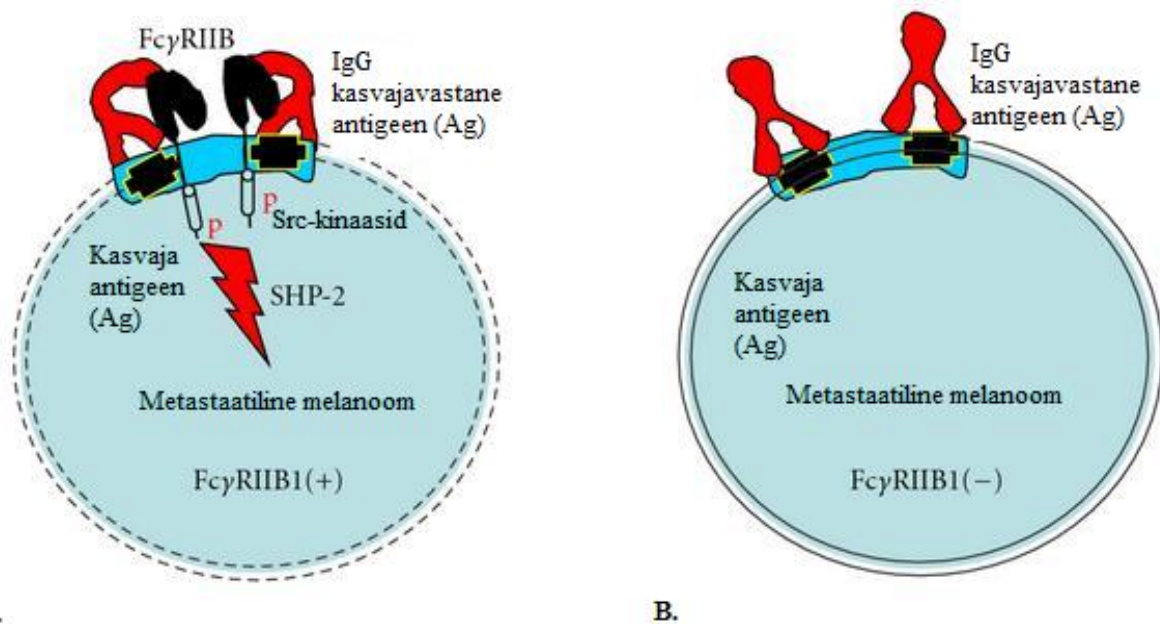 FcγRIIB
IgG
kasvajavastane
antigeen (Ag)
p
p
Src-kinaasid
Kasvaja
antigeen
(Ag)
SHP-2
Metastaatiline melanoom
FcγRIIB1(+)
IgG
kasvajavastane
antigeen (Ag)
Kasvaja
antigeen
(Ag)
Metastaatiline melanoom
FcγRIIB1(−)
B.